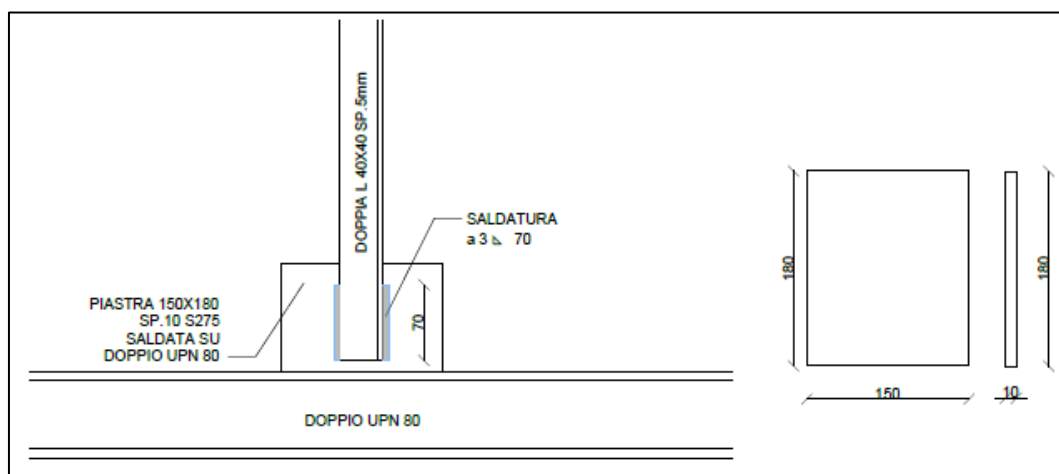 DOPPIA L 40X40 SP.5mm
SALDATURA
a 3 ⊾ 70
PIASTRA 150X180
SP.10 S275
SALDATA SU
DOPPIO UPN 80
70
DOPPIO UPN 80
180
150
10
180